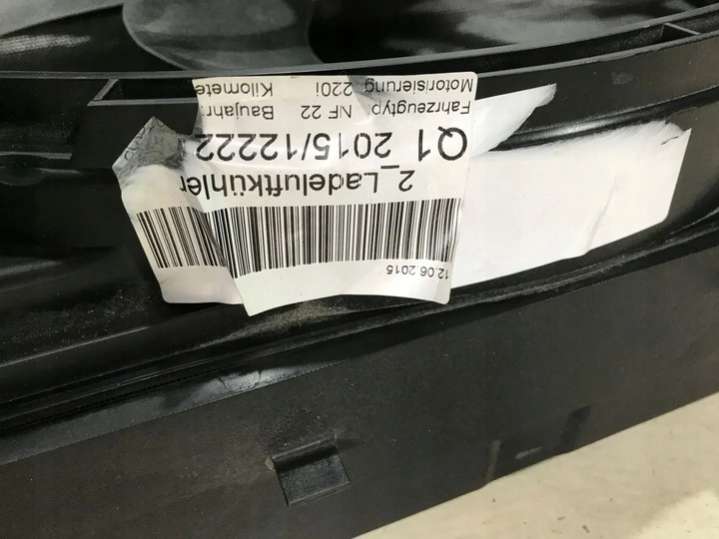 12.06.2015
2_Ladeluftkühler
Q1 2015/12222
Fahrzeugtyp NF 22 Baujahr:
Motorisierung 220i Kilomete